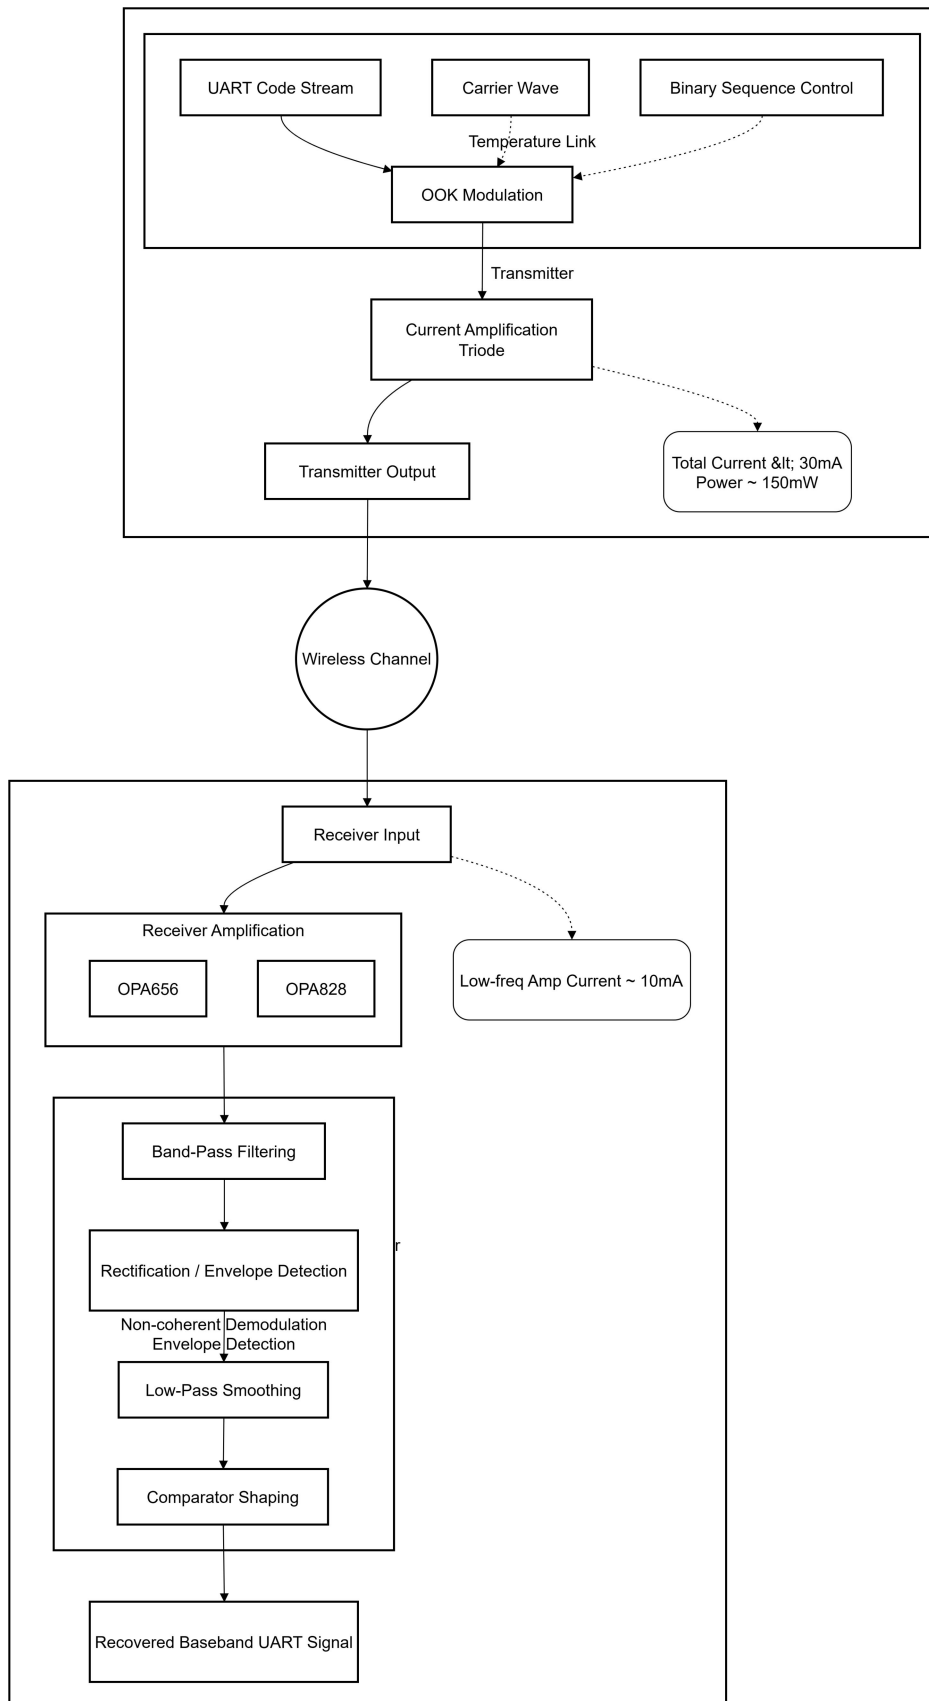 UART Code Stream
Carrier Wave
Binary Sequence Control
Temperature Link
OOK Modulation
Transmitter
Current Amplification
Triode
Transmitter Output
Total Current &lt; 30mA
Power ~ 150mW
Wireless Channel
Receiver Input
Receiver Amplification
OPA656
OPA828
Low-freq Amp Current ~ 10mA
Band-Pass Filtering
r
Rectification / Envelope Detection
Non-coherent Demodulation
Envelope Detection
Low-Pass Smoothing
Comparator Shaping
Recovered Baseband UART Signal